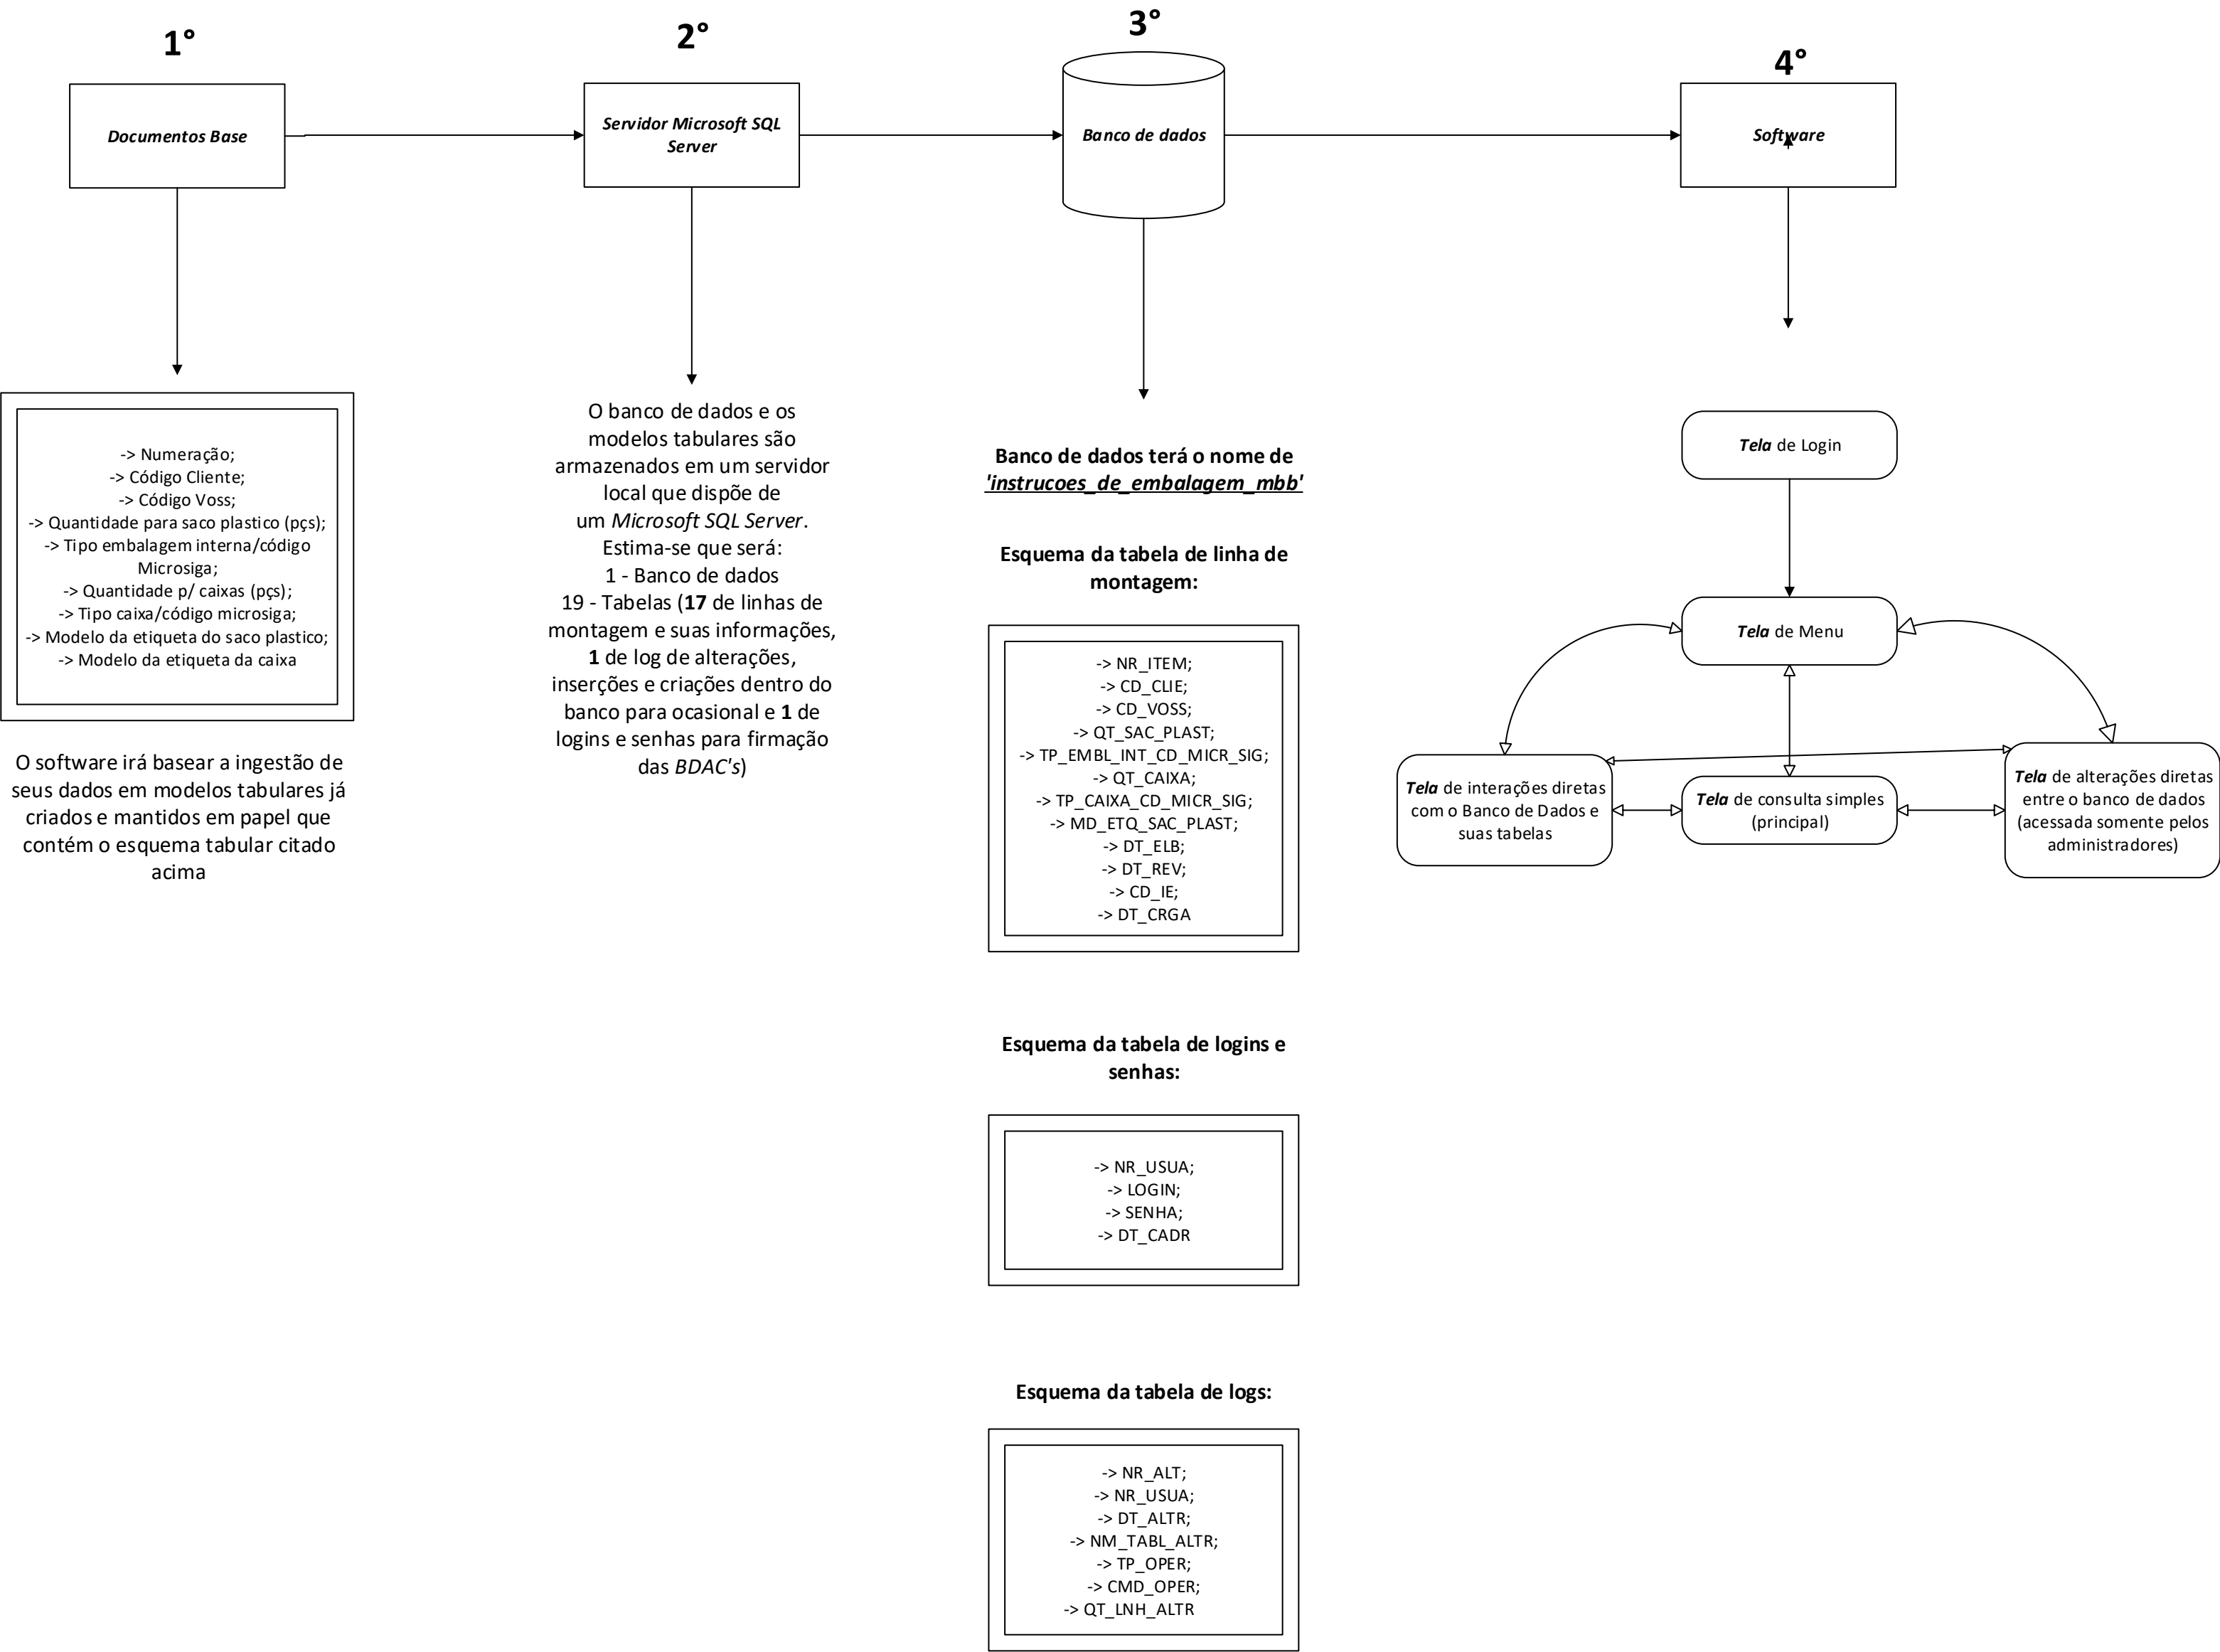 1°
Documentos Base
-> Numeração;
-> Código Cliente;
-> Código Voss;
-> Quantidade para saco plastico (pçs);
-> Tipo embalagem interna/código
Microsiga;
-> Quantidade p/ caixas (pçs);
-> Tipo caixa/código microsiga;
-> Modelo da etiqueta do saco plastico;
-> Modelo da etiqueta da caixa
O software irá basear a ingestão de
seus dados em modelos tabulares já
criados e mantidos em papel que
contém o esquema tabular citado
acima
2°
Servidor Microsoft SQL
Server
O banco de dados e os
modelos tabulares são
armazenados em um servidor
local que dispõe de
um Microsoft SQL Server.
Estima-se que será:
1 - Banco de dados
19 - Tabelas (17 de linhas de
montagem e suas informações,
1 de log de alterações,
inserções e criações dentro do
banco para ocasional e 1 de
logins e senhas para firmação
das BDAC's)
3°
Banco de dados
Banco de dados terá o nome de
'instrucoes_de_embalagem_mbb'
Esquema da tabela de linha de
montagem:
-> NR_ITEM;
-> CD_CLIE;
-> CD_VOSS;
-> QT_SAC_PLAST;
-> TP_EMBL_INT_CD_MICR_SIG;
-> QT_CAIXA;
-> TP_CAIXA_CD_MICR_SIG;
-> MD_ETQ_SAC_PLAST;
-> DT_ELB;
-> DT_REV;
-> CD_IE;
-> DT_CRGA
Esquema da tabela de logins e
senhas:
-> NR_USUA;
-> LOGIN;
-> SENHA;
-> DT_CADR
Esquema da tabela de logs:
-> NR_ALT;
-> NR_USUA;
-> DT_ALTR;
-> NM_TABL_ALTR;
-> TP_OPER;
-> CMD_OPER;
-> QT_LNH_ALTR
4°
Software
Tela de Login
Tela de Menu
Tela de interações diretas
com o Banco de Dados e
suas tabelas
Tela de consulta simples
(principal)
Tela de alterações diretas
entre o banco de dados
(acessada somente pelos
administradores)